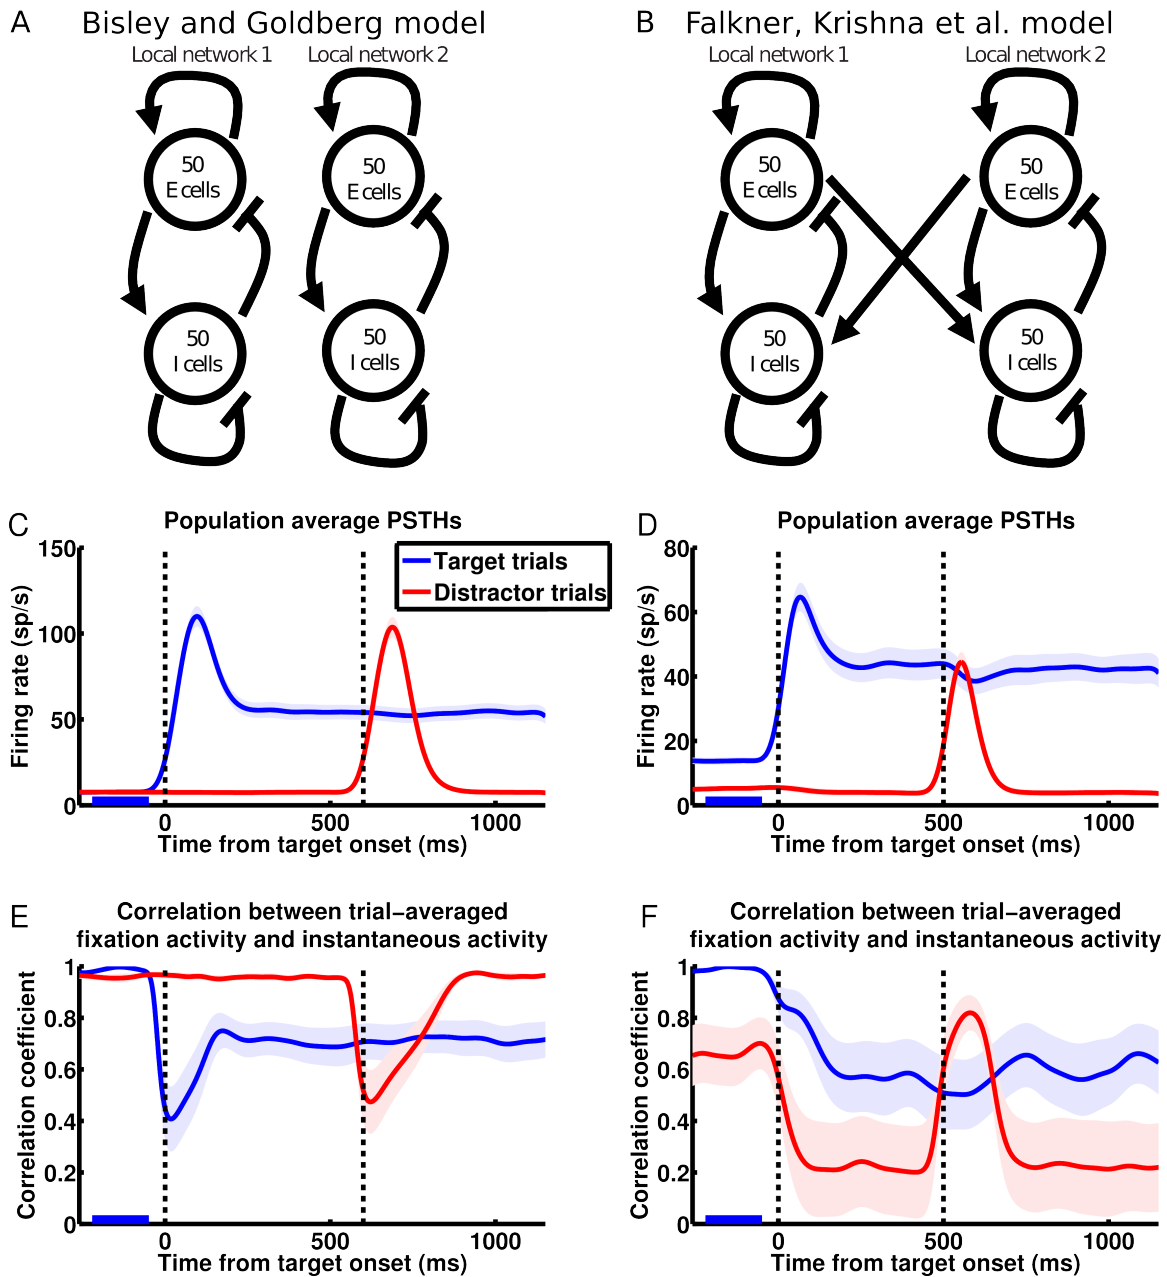 A
Bisley and Goldberg model
Local network 1
Local network 2
50
E cells
50
E cells
50
I cells
50
I cells
B
Falkner, Krishna et al. model
Local network 1
Local network 2
50
E cells
50
E cells
50
I cells
50
I cells
C
Population average PSTHs
Firing rate (sp/s)
150
100
50
0
Target trials
Distractor trials
0
500
1000
Time from target onset (ms)
D
Population average PSTHs
Firing rate (sp/s)
80
60
40
20
0
0
500
1000
Time from target onset (ms)
E
Correlation between trial−averaged
fixation activity and instantaneous activity
Correlation coefficient
1
0.8
0.6
0.4
0.2
0
0
500
1000
Time from target onset (ms)
F
Correlation between trial−averaged
fixation activity and instantaneous activity
Correlation coefficient
1
0.8
0.6
0.4
0.2
0
0
500
1000
Time from target onset (ms)